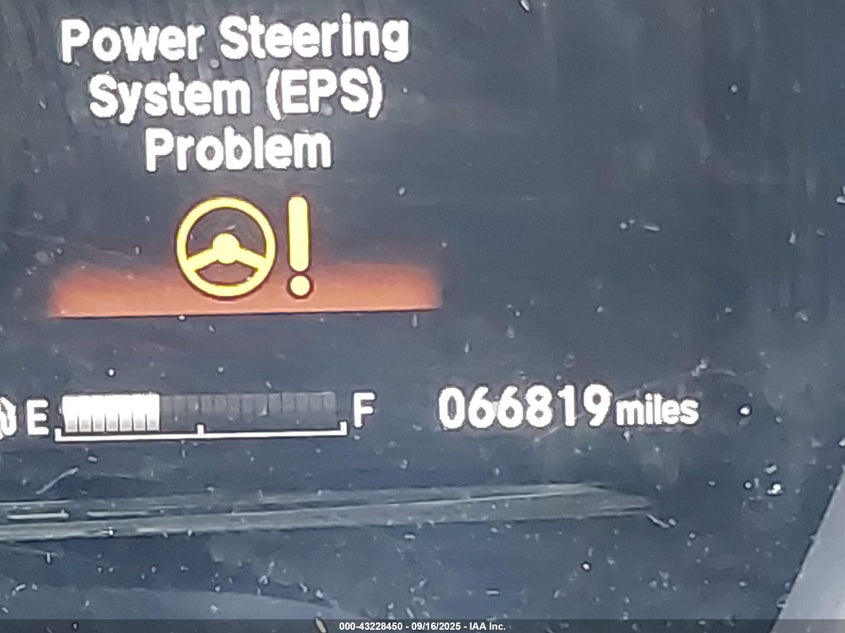 Power Steering
System (EPS)
Problem
E F 066819 miles
000-43228450 - 09/16/2025 - IAA Inc.